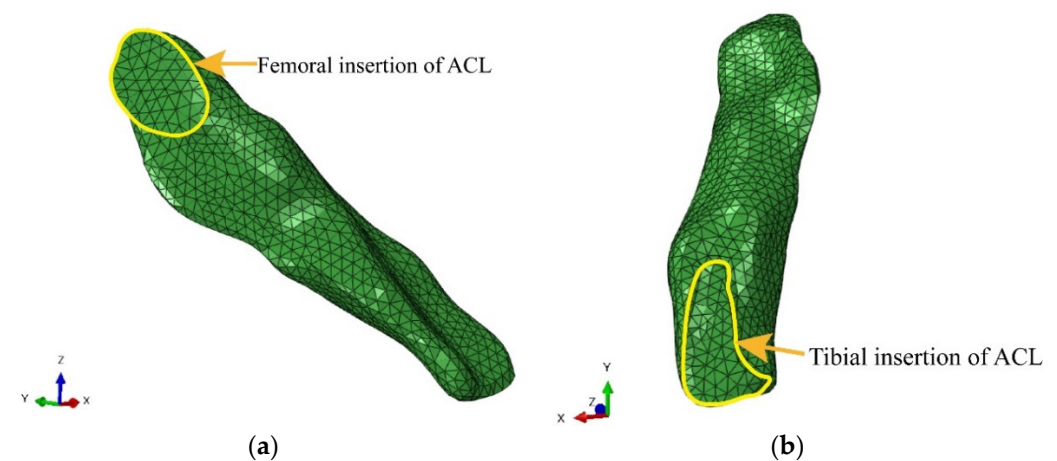 Femoral insertion of ACL
Z
Y
X
(a)
Tibial insertion of ACL
Y
Z
X
(b)